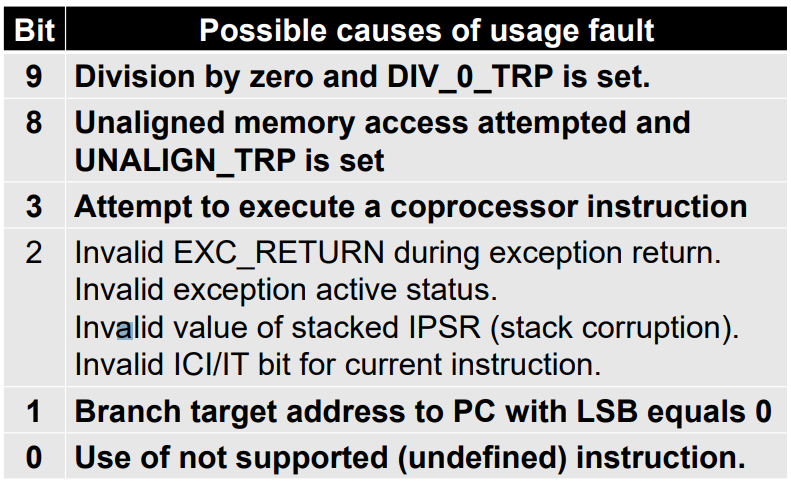 Bit Possible causes of usage fault
9 Division by zero and DIV_0_TRP is set.
8 Unaligned memory access attempted and
UNALIGN_TRP is set
3 Attempt to execute a coprocessor instruction
2 Invalid EXC_RETURN during exception return.
Invalid exception active status.
Invalid value of stacked IPSR (stack corruption).
Invalid ICI/IT bit for current instruction.
1 Branch target address to PC with LSB equals 0
0 Use of not supported (undefined) instruction.